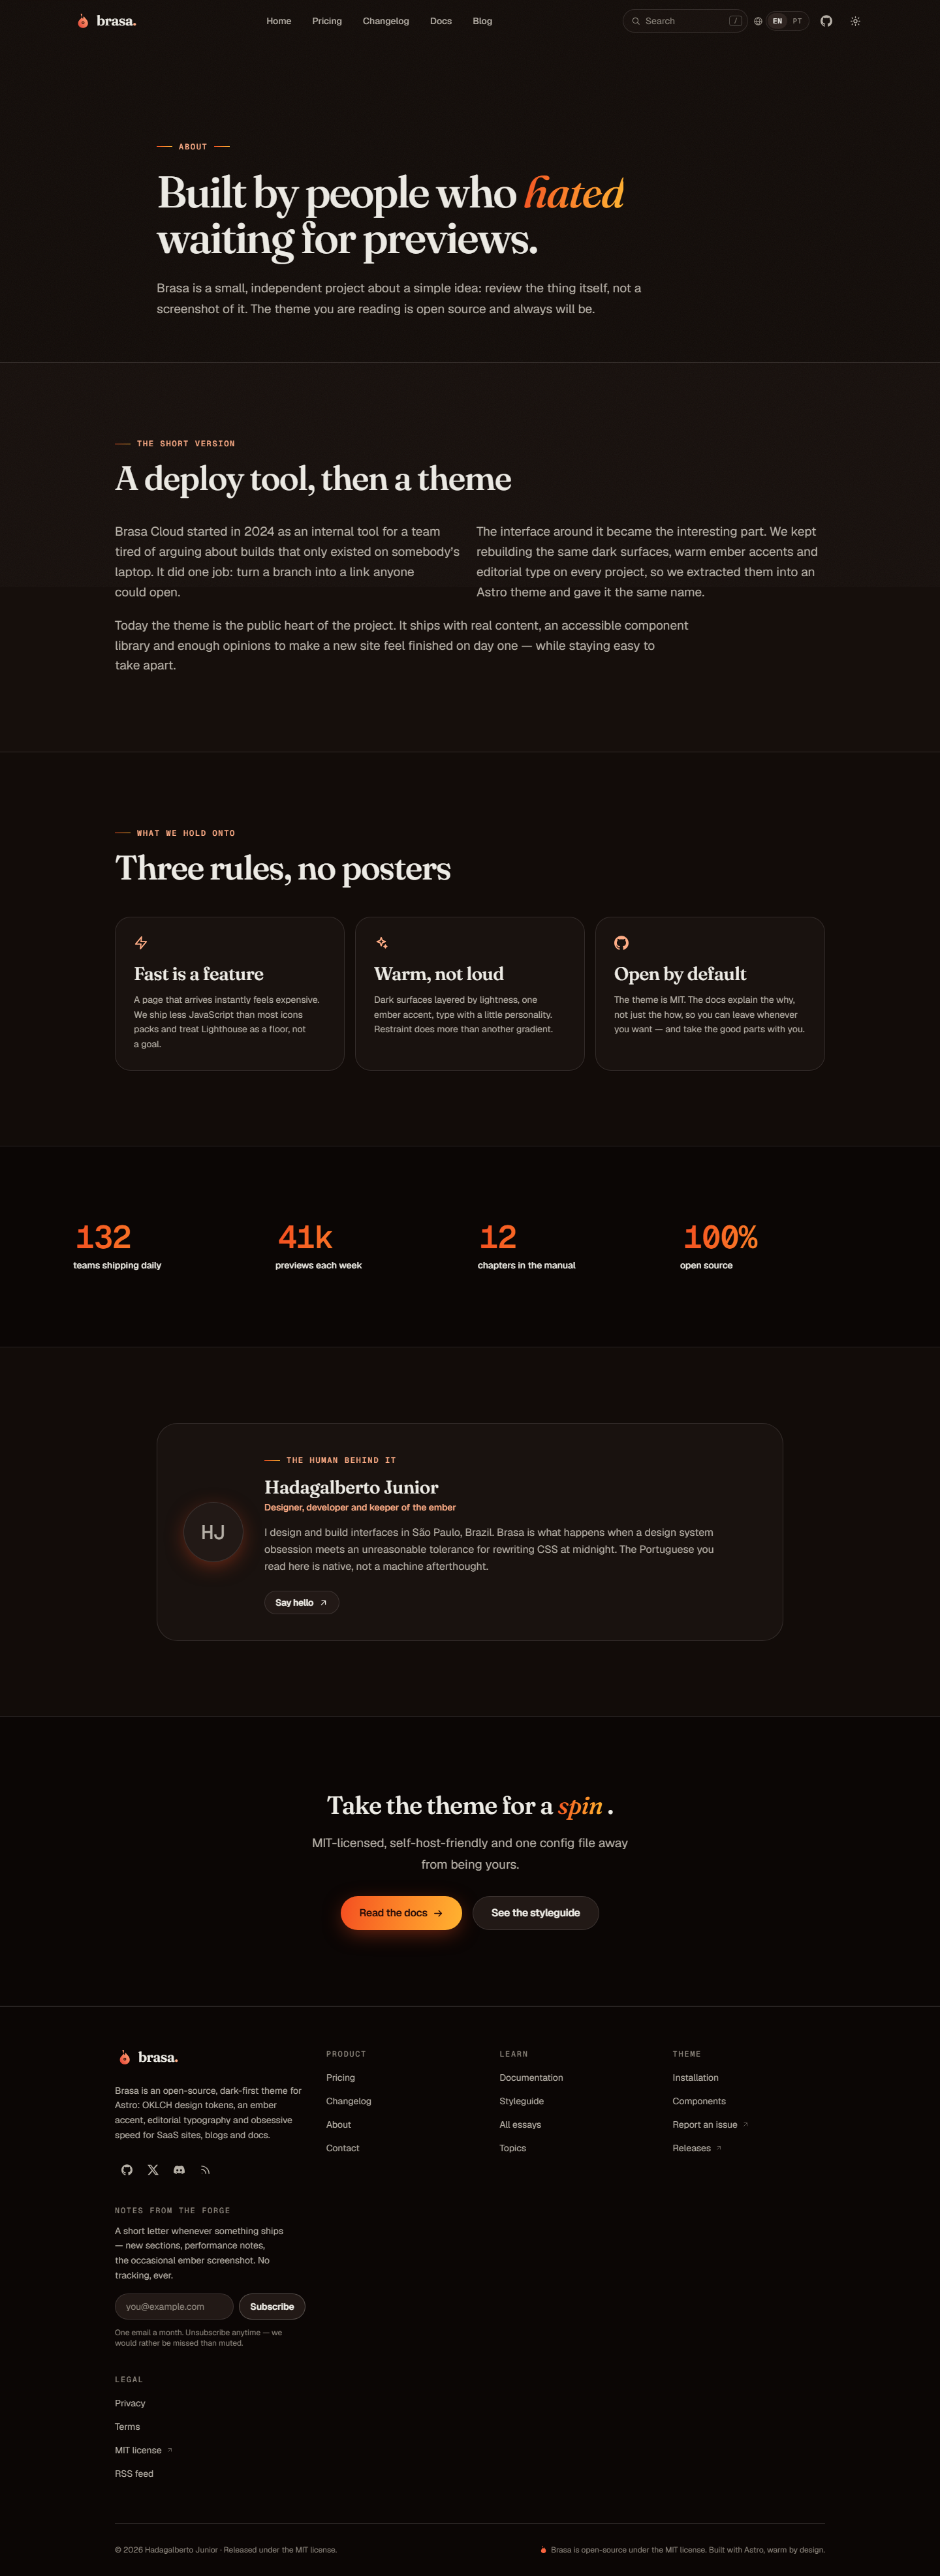 brasa.
Home
Pricing
Changelog
Docs
Blog
Search
/
EN
PT
ABOUT
Built by people who hated
waiting for previews.
Brasa is a small, independent project about a simple idea: review the thing itself, not a
screenshot of it. The theme you are reading is open source and always will be.
THE SHORT VERSION
A deploy tool, then a theme
Brasa Cloud started in 2024 as an internal tool for a team
tired of arguing about builds that only existed on somebody's
laptop. It did one job: turn a branch into a link anyone
could open.
The interface around it became the interesting part. We kept
rebuilding the same dark surfaces, warm ember accents and
editorial type on every project, so we extracted them into an
Astro theme and gave it the same name.
Today the theme is the public heart of the project. It ships with real content, an accessible component
library and enough opinions to make a new site feel finished on day one — while staying easy to
take apart.
WHAT WE HOLD ONTO
Three rules, no posters
Fast is a feature
A page that arrives instantly feels expensive.
We ship less JavaScript than most icons
packs and treat Lighthouse as a floor, not
a goal.
Warm, not loud
Dark surfaces layered by lightness, one
ember accent, type with a little personality.
Restraint does more than another gradient.
Open by default
The theme is MIT. The docs explain the why,
not just the how, so you can leave whenever
you want — and take the good parts with you.
132
teams shipping daily
41k
previews each week
12
chapters in the manual
100%
open source
HJ
THE HUMAN BEHIND IT
Hadagalberto Junior
Designer, developer and keeper of the ember
I design and build interfaces in São Paulo, Brazil. Brasa is what happens when a design system
obsession meets an unreasonable tolerance for rewriting CSS at midnight. The Portuguese you
read here is native, not a machine afterthought.
Say hello
Take the theme for a spin .
MIT-licensed, self-host-friendly and one config file away
from being yours.
Read the docs
See the styleguide
brasa.
Brasa is an open-source, dark-first theme for
Astro: OKLCH design tokens, an ember
accent, editorial typography and obsessive
speed for SaaS sites, blogs and docs.
NOTES FROM THE FORGE
A short letter whenever something ships
— new sections, performance notes,
the occasional ember screenshot. No
tracking, ever.
you@example.com
Subscribe
One email a month. Unsubscribe anytime — we
would rather be missed than muted.
PRODUCT
Pricing
Changelog
About
Contact
LEARN
Documentation
Styleguide
All essays
Topics
THEME
Installation
Components
Report an issue
Releases
LEGAL
Privacy
Terms
MIT license
RSS feed
© 2026 Hadagalberto Junior · Released under the MIT license.
Brasa is open-source under the MIT license. Built with Astro, warm by design.